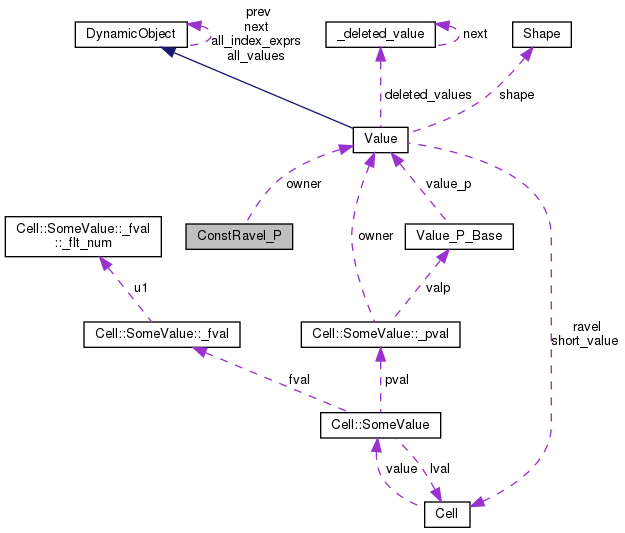 prev
next
all_index_exprs
all_values
DynamicObject
_deleted_value
next
Shape
deleted_values
shape
Value
owner
owner
value_p
ConstRavel_P
Value_P_Base
Cell::SomeValue::_fval
::_flt_num
u1
valp
ravel
short_value
Cell::SomeValue::_fval
Cell::SomeValue::_pval
fval
pval
Cell::SomeValue
value
lval
Cell